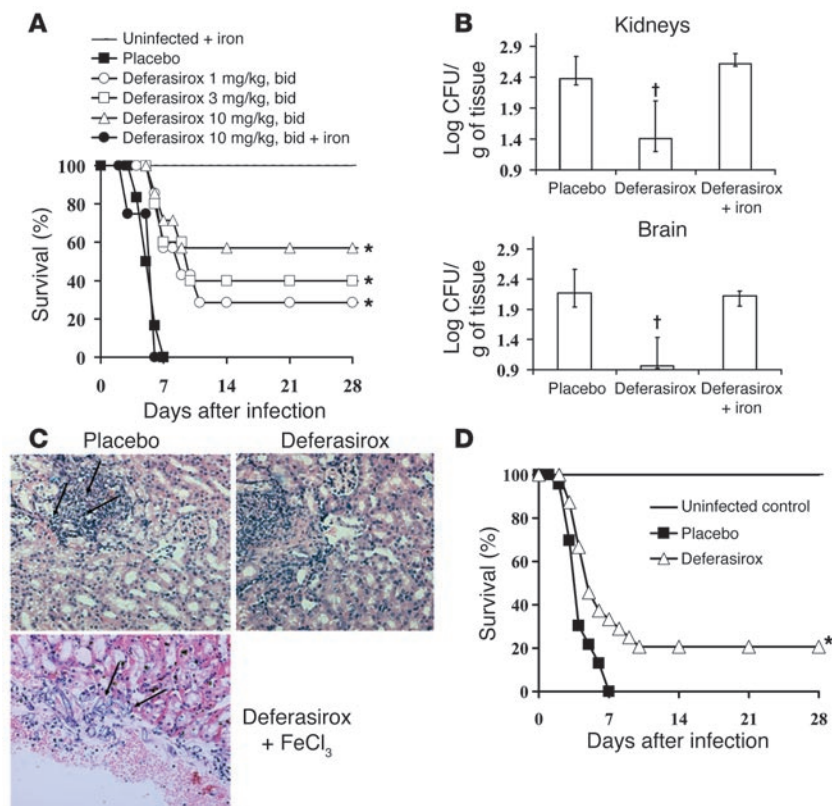 A
Uninfected + iron
Placebo
Deferasirox 1 mg/kg, bid
Deferasirox 3 mg/kg, bid
Deferasirox 10 mg/kg, bid
Deferasirox 10 mg/kg, bid + iron
Survival (%)
100
80
60
40
20
0
*
*
*
0 7 14 21 28
Days after infection
B
Kidneys
Log CFU/
g of tissue
2.9
2.4
1.9
1.4
0.9
†
Placebo Deferasirox Deferasirox
+ iron
Brain
Log CFU/
g of tissue
2.9
2.4
1.9
1.4
0.9
†
Placebo Deferasirox Deferasirox
+ iron
C
Placebo Deferasirox
Deferasirox
+ FeCl₃
D
Uninfected control
Placebo
Deferasirox
Survival (%)
100
80
60
40
20
0
*
0 7 14 21 28
Days after infection